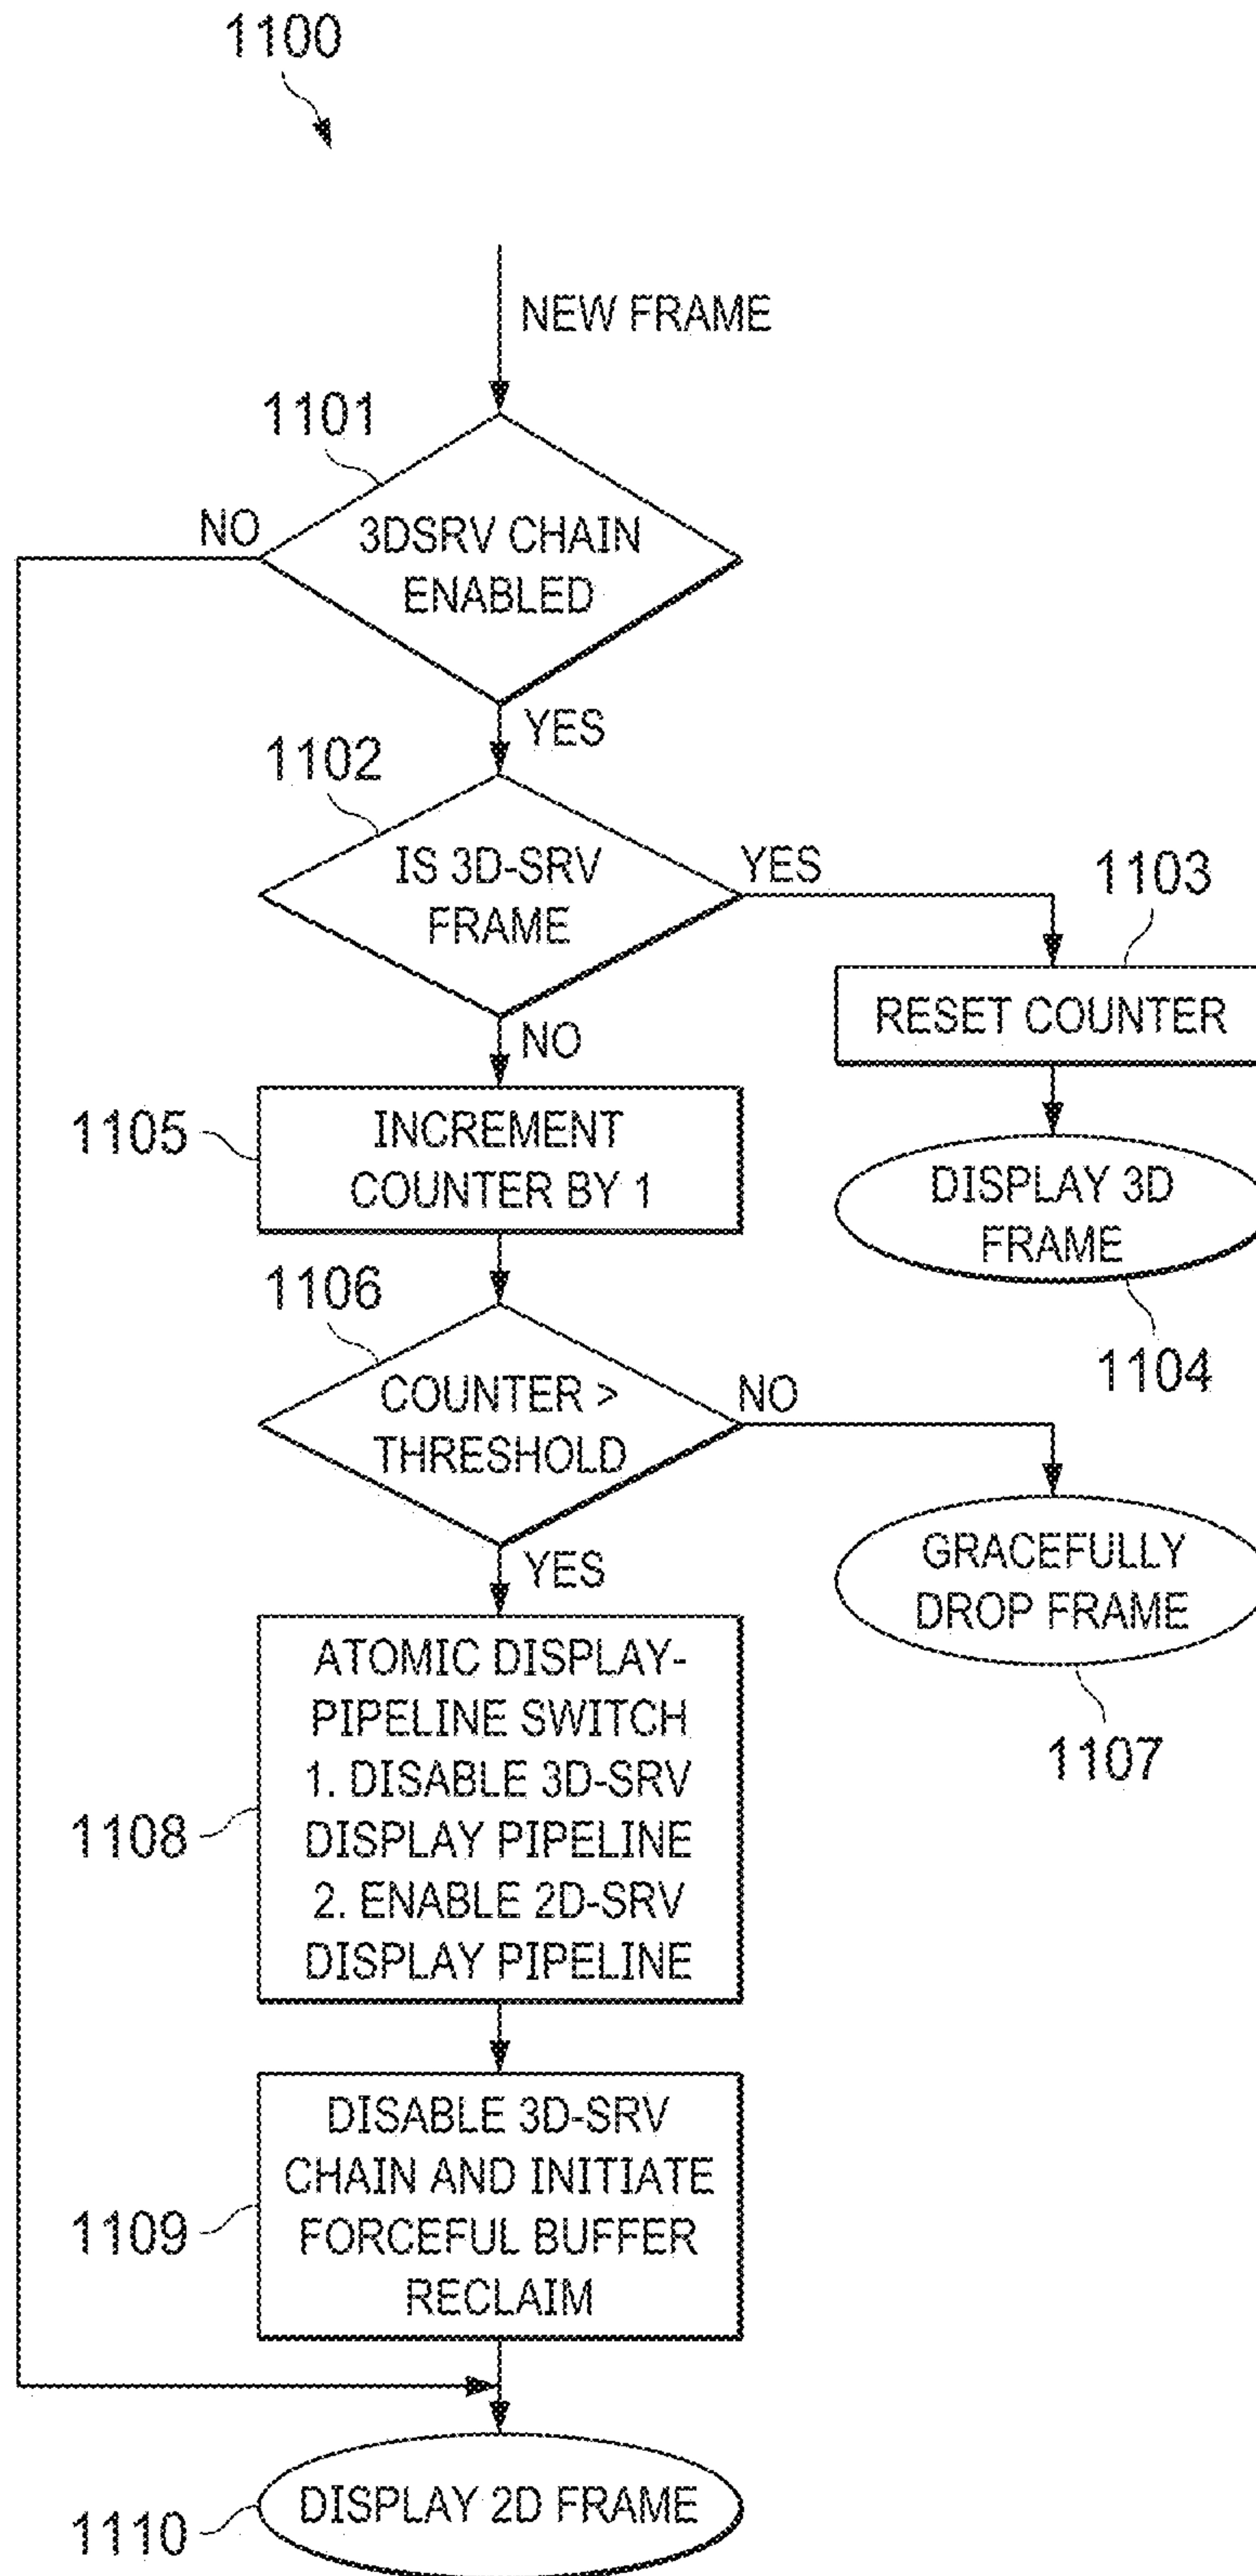 1100
NEW FRAME
1101
NO
3DSRV CHAIN
ENABLED
YES
1102
IS 3D-SRV
FRAME
YES
1103
RESET COUNTER
NO
1105
INCREMENT
COUNTER BY 1
DISPLAY 3D
FRAME
1104
1106
COUNTER >
THRESHOLD
NO
GRACEFULLY
DROP FRAME
1107
YES
1108
ATOMIC DISPLAY-
PIPELINE SWITCH
1. DISABLE 3D-SRV
DISPLAY PIPELINE
2. ENABLE 2D-SRV
DISPLAY PIPELINE
1109
DISABLE 3D-SRV
CHAIN AND INITIATE
FORCEFUL BUFFER
RECLAIM
1110
DISPLAY 2D FRAME